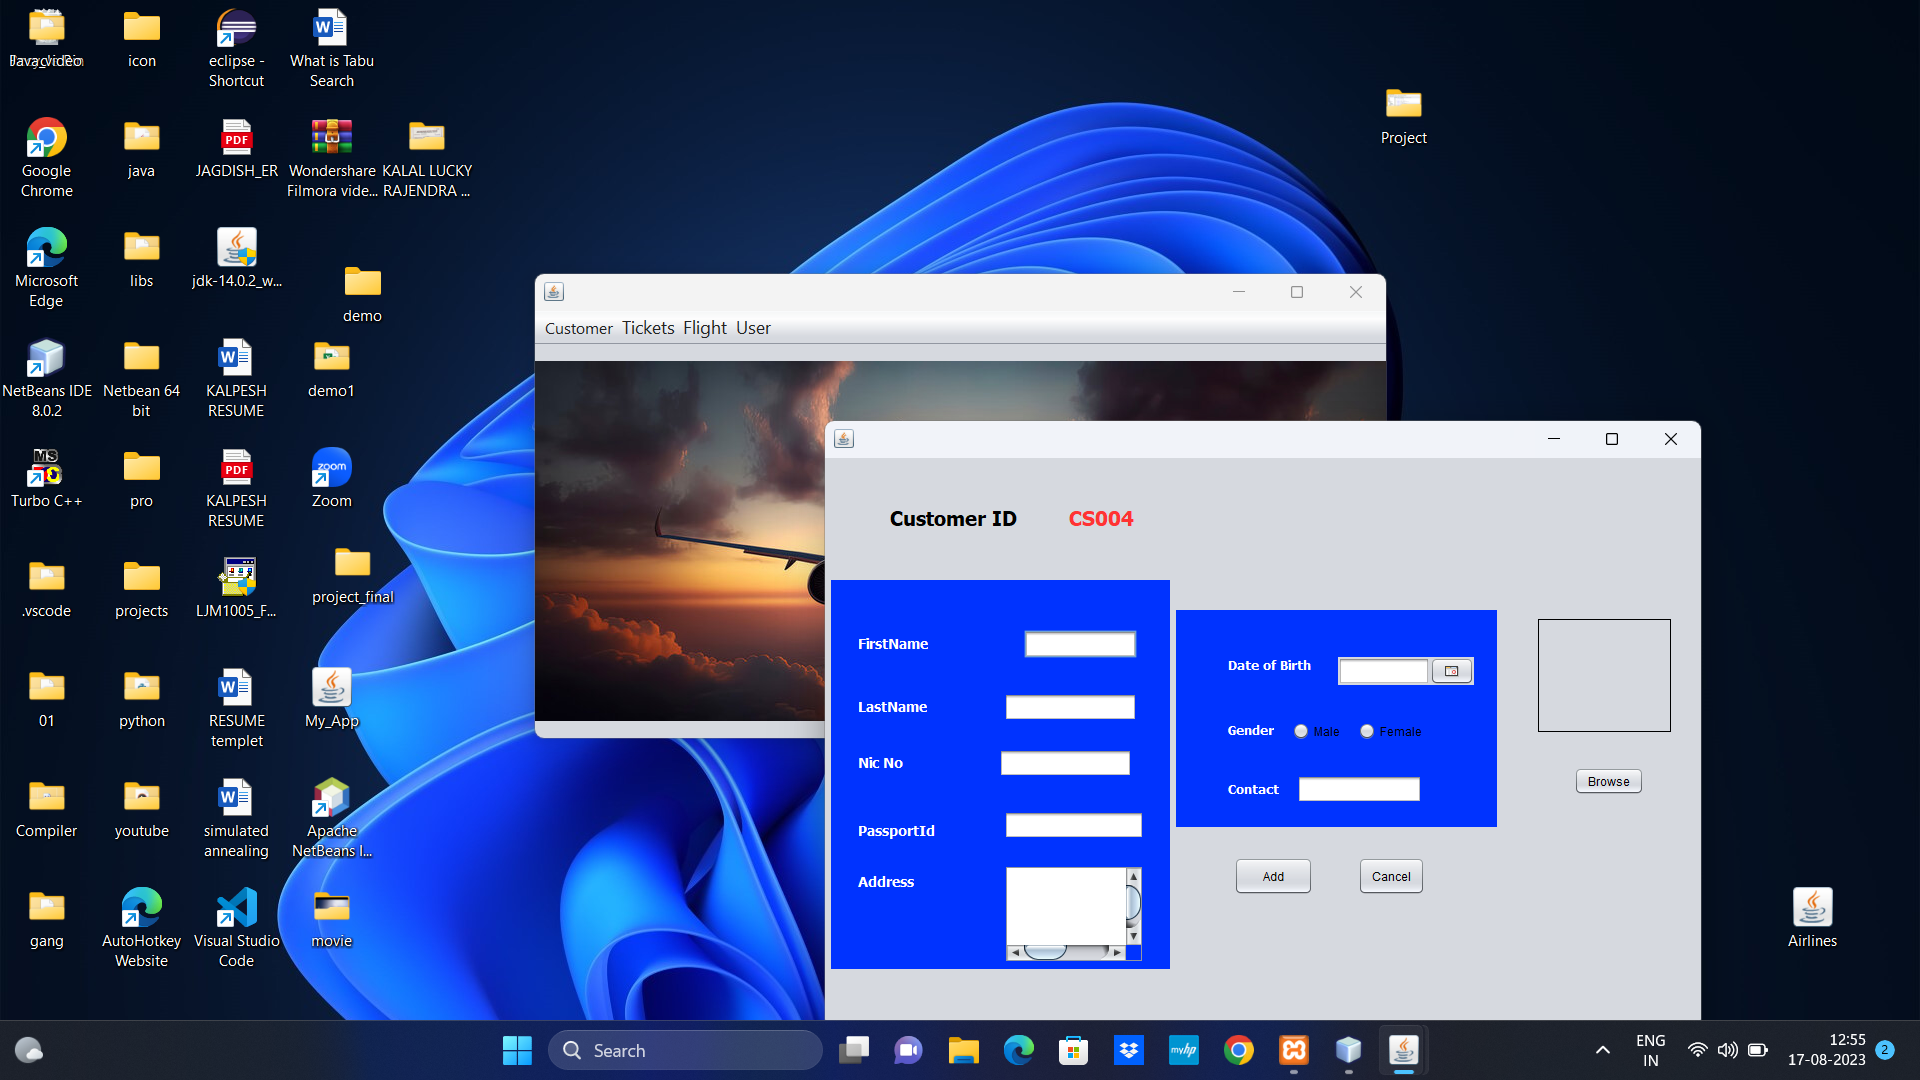 icon
eclipse -
Shortcut
What is Tabu
Search
Project
Google
Chrome
java
JAGDISH_ER
Wondershare
Filmora vide...
KALAL LUCKY
RAJENDRA ...
Microsoft
Edge
libs
jdk-14.0.2_w...
demo
NetBeans IDE
8.0.2
Netbean 64
bit
KALPESH
RESUME
demo1
Turbo C++
pro
KALPESH
RESUME
Zoom
.vscode
projects
LJM1005_F...
project_final
01
python
RESUME
templet
My_App
Compiler
youtube
simulated
annealing
Apache
NetBeans I...
gang
AutoHotkey
Website
Visual Studio
Code
movie
Airlines
PDF
PDF
MS
zoom
Customer Tickets Flight User
Customer ID CS004
FirstName
LastName
Nic No
PassportId
Address
Date of Birth
Gender Male Female
Contact
Browse
Add Cancel
Search
myhp
ENG
IN
12:55
17-08-2023
2